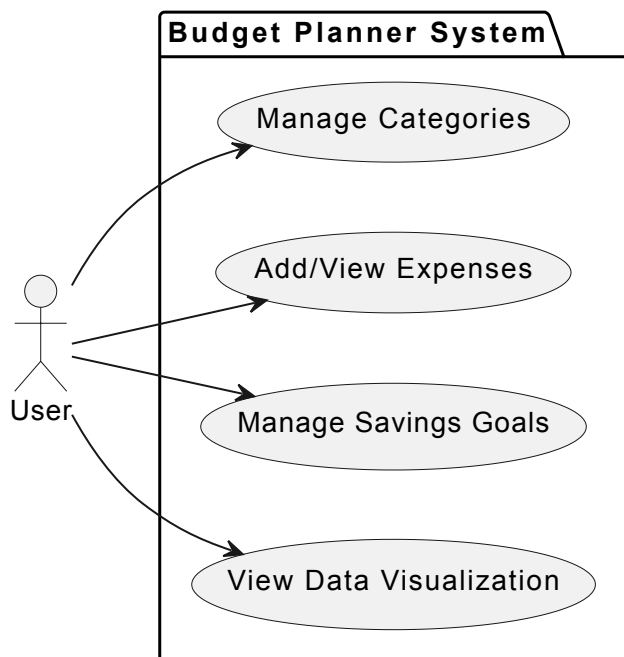 Budget Planner System
Manage Categories
Add/View Expenses
User
Manage Savings Goals
View Data Visualization